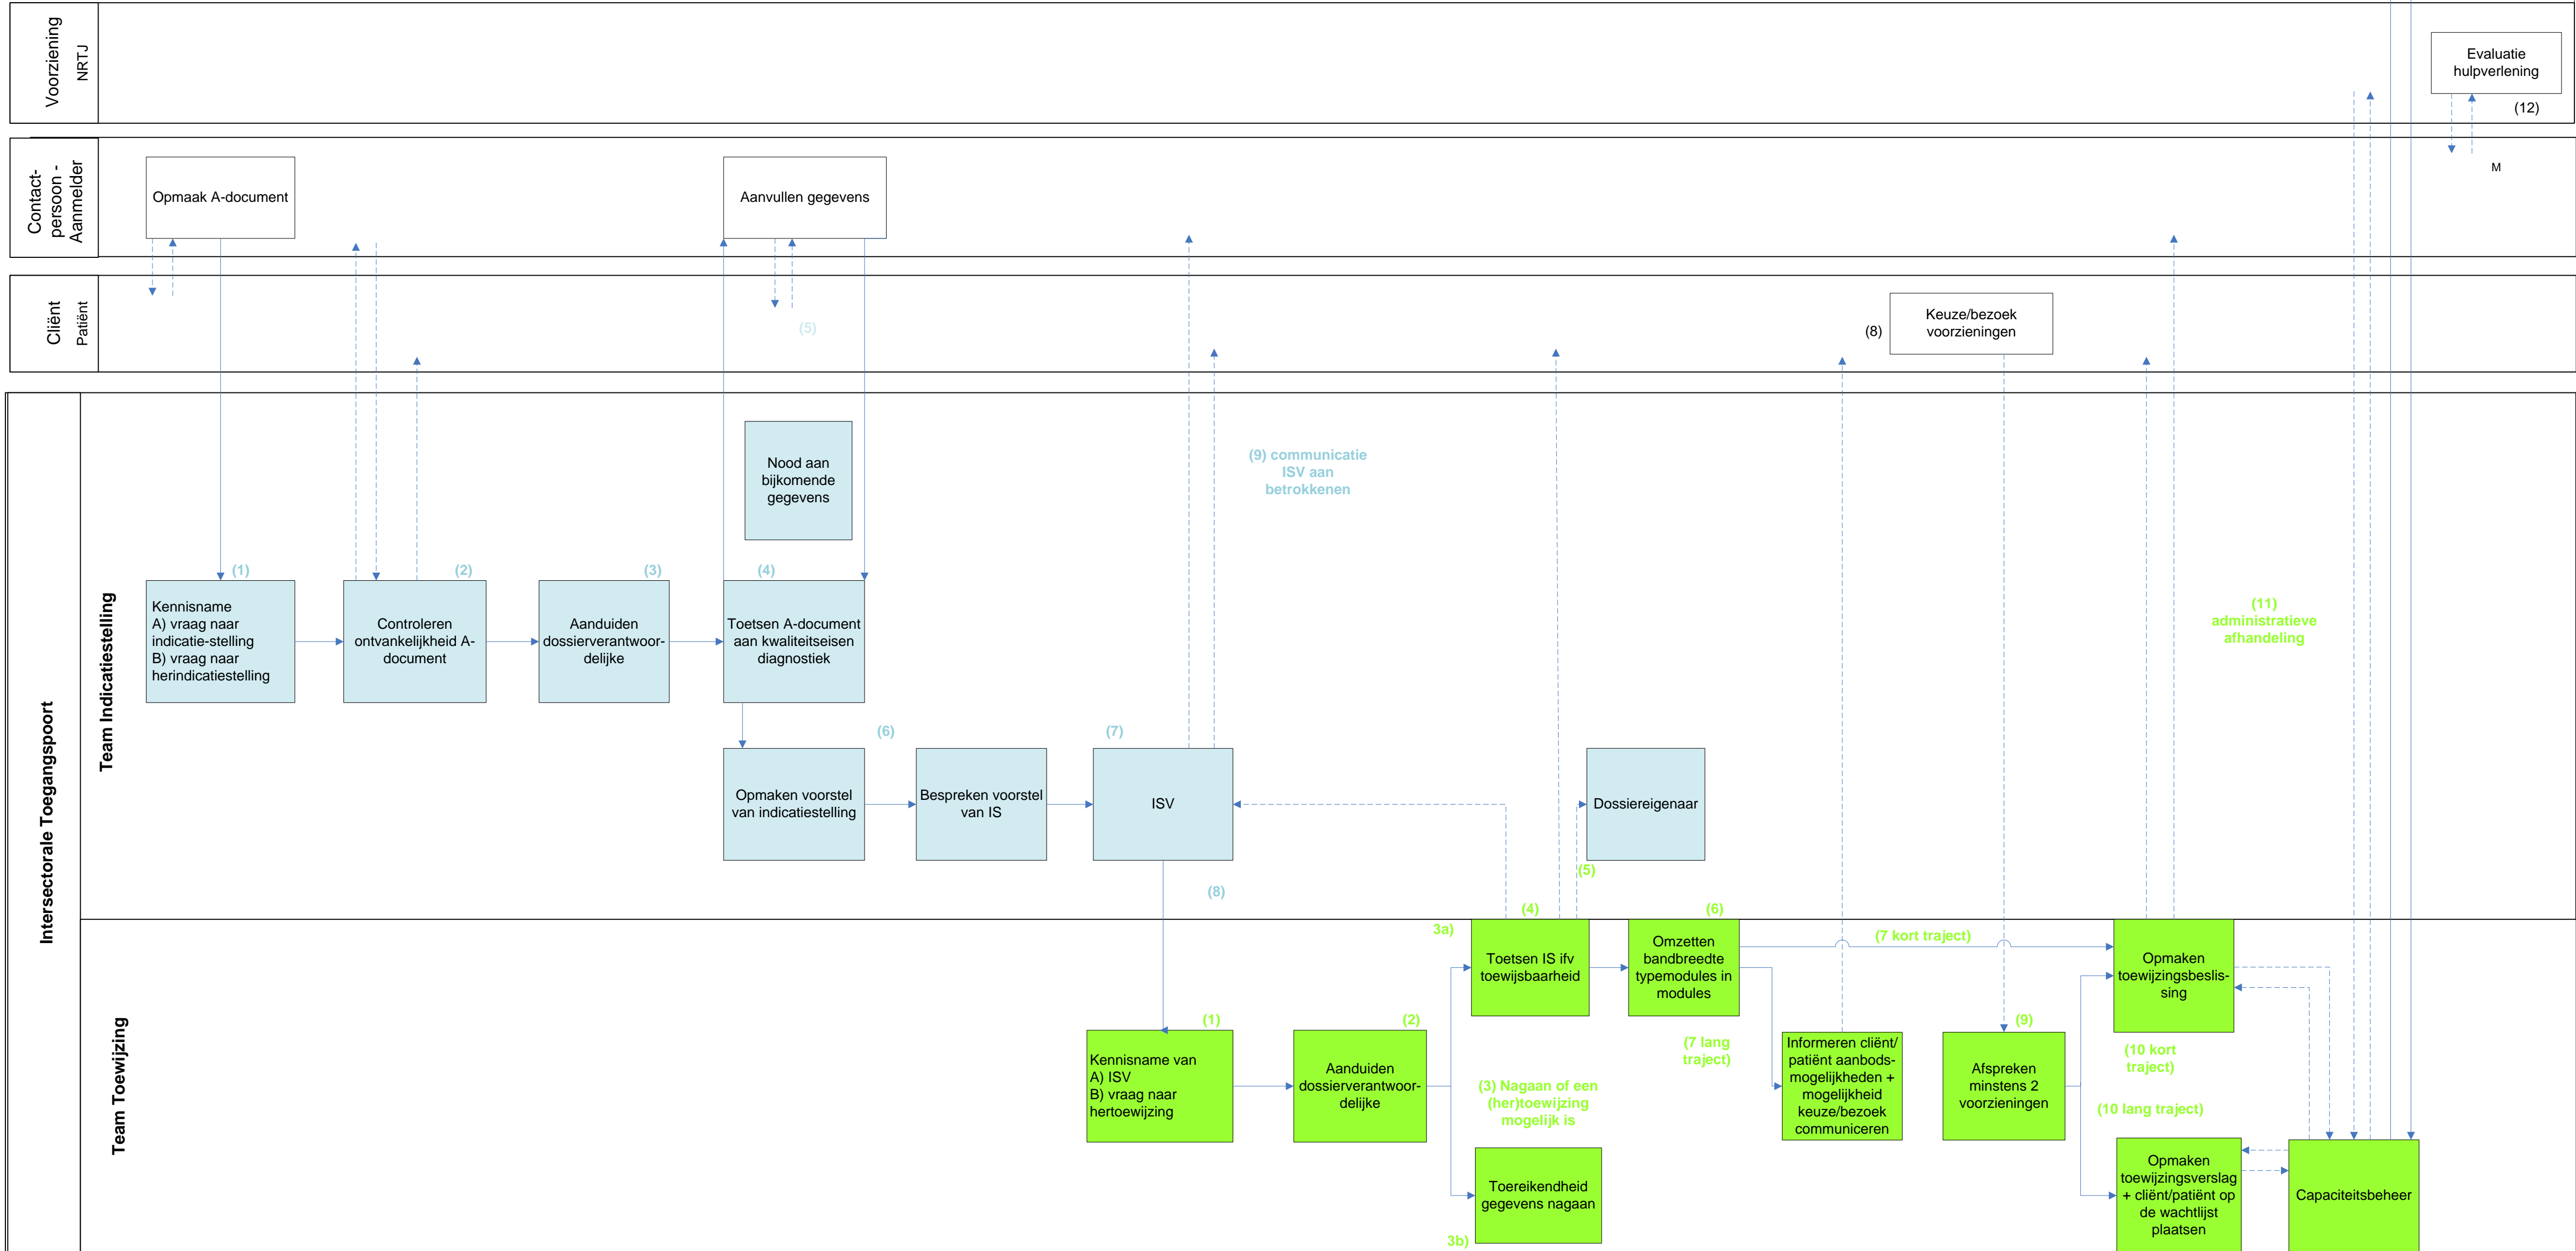 Voorziening
NRTJ
Evaluatie
hulpverlening
(12)
Contact-
persoon -
Aanmelder
Opmaak A-document
Aanvullen gegevens
M
Cliënt
Patiënt
(5)
(8)
Keuze/bezoek
voorzieningen
Intersectorale Toegangspoort
Team Indicatiestelling
Nood aan
bijkomende
gegevens
(9) communicatie
ISV aan
betrokkenen
(1)
Kennisname
A) vraag naar
indicatie-stelling
B) vraag naar
herindicatiestelling
(2)
Controleren
ontvankelijkheid A-
document
(3)
Aanduiden
dossierverantwoor-
delijke
(4)
Toetsen A-document
aan kwaliteitseisen
diagnostiek
(11)
administratieve
afhandeling
(6)
Opmaken voorstel
van indicatiestelling
Bespreken voorstel
van IS
(7)
ISV
Dossiereigenaar
(5)
(8)
Team Toewijzing
(1)
Kennisname van
A) ISV
B) vraag naar
hertoewijzing
(2)
Aanduiden
dossierverantwoor-
delijke
3a)
(4)
Toetsen IS ifv
toewijsbaarheid
(3) Nagaan of een
(her)toewijzing
mogelijk is
3b)
Toereikendheid
gegevens nagaan
(6)
Omzetten
bandbreedte
typemodules in
modules
(7 kort traject)
(7 lang
traject)
Informeren cliënt/
patiënt aanbods-
mogelijkheden +
mogelijkheid
keuze/bezoek
communiceren
(9)
Afspreken
minstens 2
voorzieningen
Opmaken
toewijzingsbeslis-
sing
(10 kort
traject)
(10 lang traject)
Opmaken
toewijzingsverslag
+ cliënt/patiënt op
de wachtlijst
plaatsen
Capaciteitsbeheer